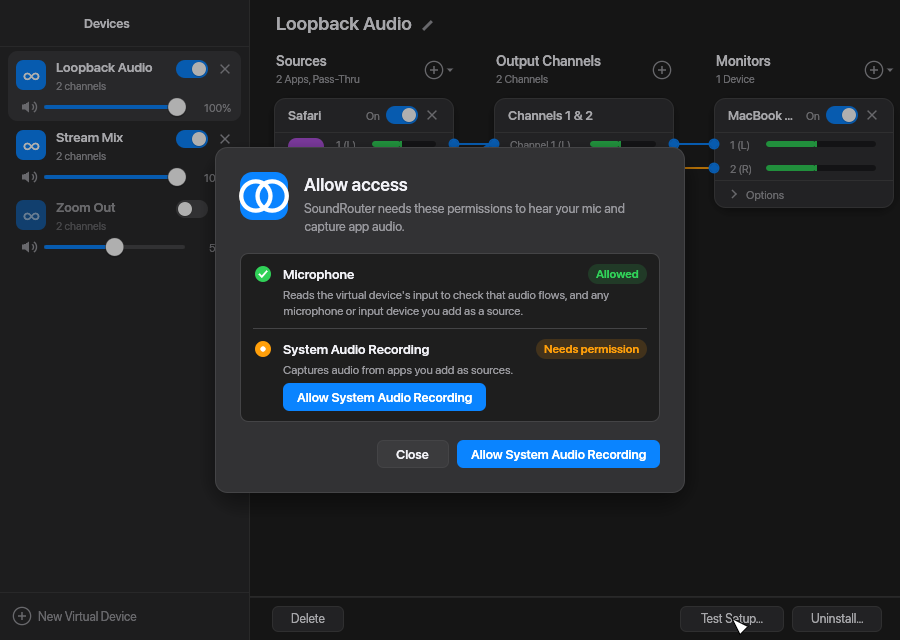 Devices
Loopback Audio
2 channels
100%
Stream Mix
2 channels
Zoom Out
2 channels
New Virtual Device
Loopback Audio
Sources
2 Apps, Pass-Thru
Output Channels
2 Channels
Monitors
1 Device
Safari
On
Channels 1 & 2
MacBook ...
On
1 (L)
Channel 1 (L)
1 (L)
2 (R)
Options
Allow access
SoundRouter needs these permissions to hear your mic and
capture app audio.
Microphone
Allowed
Reads the virtual device's input to check that audio flows, and any
microphone or input device you add as a source.
System Audio Recording
Needs permission
Captures audio from apps you add as sources.
Allow System Audio Recording
Close
Allow System Audio Recording
Delete
Test Setup...
Uninstall...